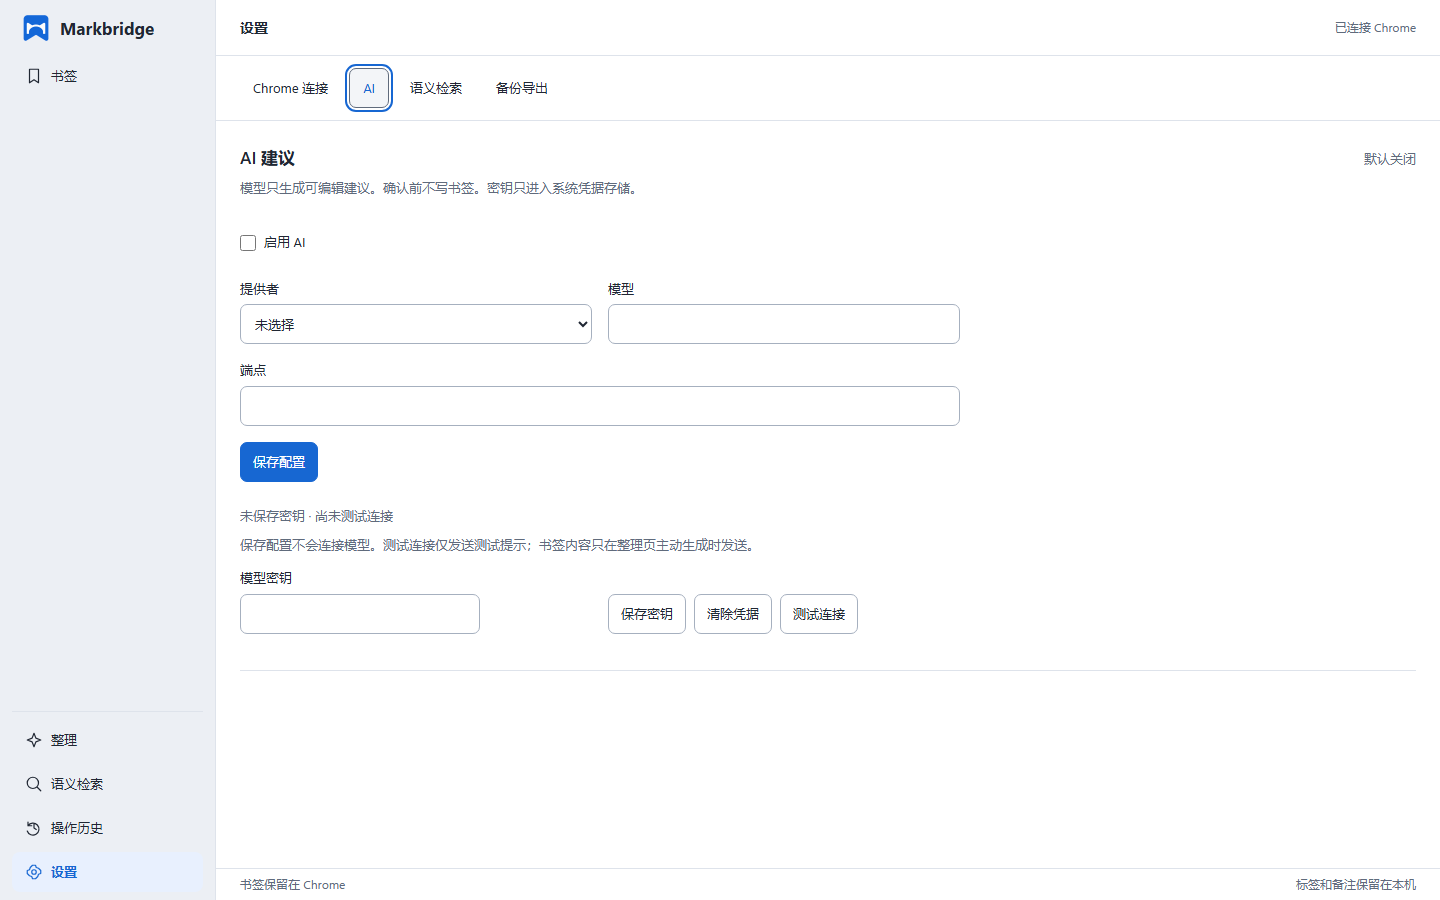 Markbridge
设置
已连接 Chrome
书签
Chrome 连接
AI
语义检索
备份导出
AI 建议
默认关闭
模型只生成可编辑建议。确认前不写书签。密钥只进入系统凭据存储。
启用 AI
提供者
模型
未选择
端点
保存配置
未保存密钥 · 尚未测试连接
保存配置不会连接模型。测试连接仅发送测试提示；书签内容只在整理页主动生成时发送。
模型密钥
保存密钥
清除凭据
测试连接
整理
语义检索
操作历史
设置
书签保留在 Chrome
标签和备注保留在本机